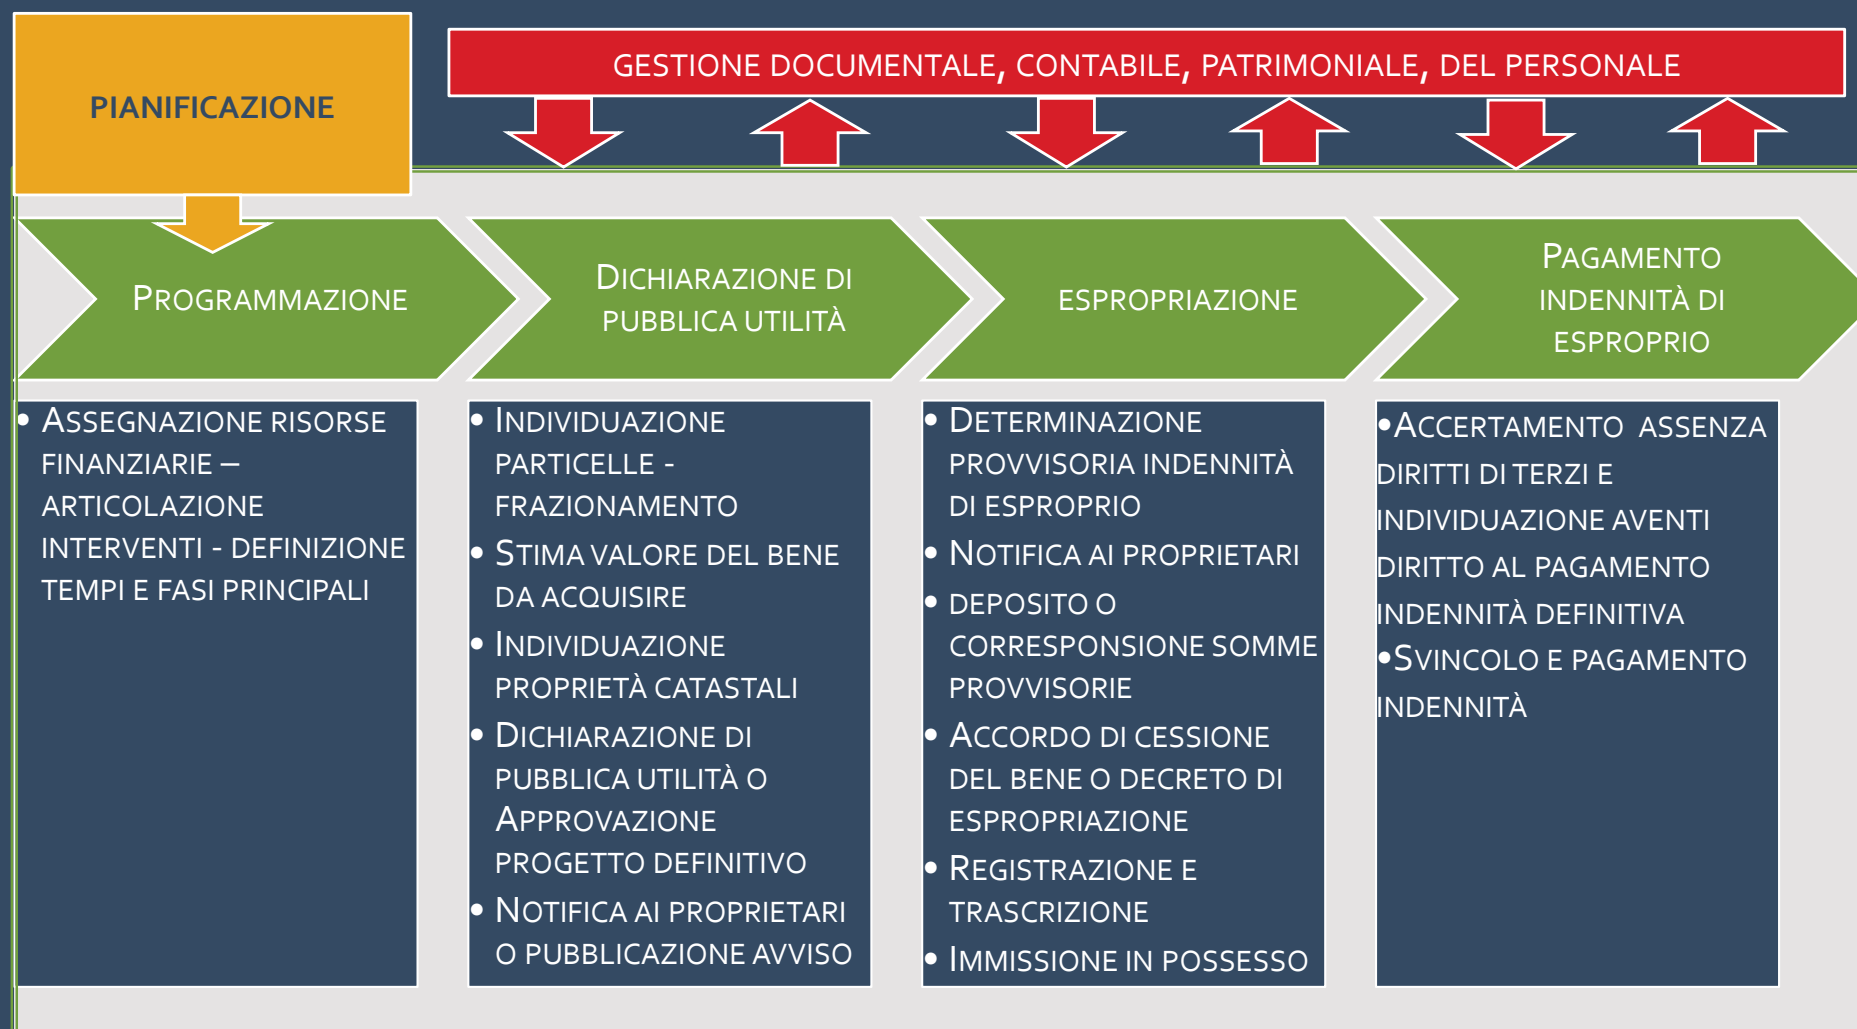 PIANIFICAZIONE
GESTIONE DOCUMENTALE, CONTABILE, PATRIMONIALE, DEL PERSONALE
PROGRAMMAZIONE
DICHIARAZIONE DI
PUBBLICA UTILITÀ
ESPROPRIAZIONE
PAGAMENTO
INDENNITÀ DI
ESPROPRIO
• ASSEGNAZIONE RISORSE
FINANZIARIE –
ARTICOLAZIONE
INTERVENTI - DEFINIZIONE
TEMPI E FASI PRINCIPALI
• INDIVIDUAZIONE
PARTICELLE -
FRAZIONAMENTO
• STIMA VALORE DEL BENE
DA ACQUISIRE
• INDIVIDUAZIONE
PROPRIETÀ CATASTALI
• DICHIARAZIONE DI
PUBBLICA UTILITÀ O
APPROVAZIONE
PROGETTO DEFINITIVO
• NOTIFICA AI PROPRIETARI
O PUBBLICAZIONE AVVISO
• DETERMINAZIONE
PROVVISORIA INDENNITÀ
DI ESPROPRIO
• NOTIFICA AI PROPRIETARI
• DEPOSITO O
CORRESPONSIONE SOMME
PROVVISORIE
• ACCORDO DI CESSIONE
DEL BENE O DECRETO DI
ESPROPRIAZIONE
• REGISTRAZIONE E
TRASCRIZIONE
• IMMISSIONE IN POSSESSO
•ACCERTAMENTO ASSENZA
DIRITTI DI TERZI E
INDIVIDUAZIONE AVENTI
DIRITTO AL PAGAMENTO
INDENNITÀ DEFINITIVA
•SVINCOLO E PAGAMENTO
INDENNITÀ